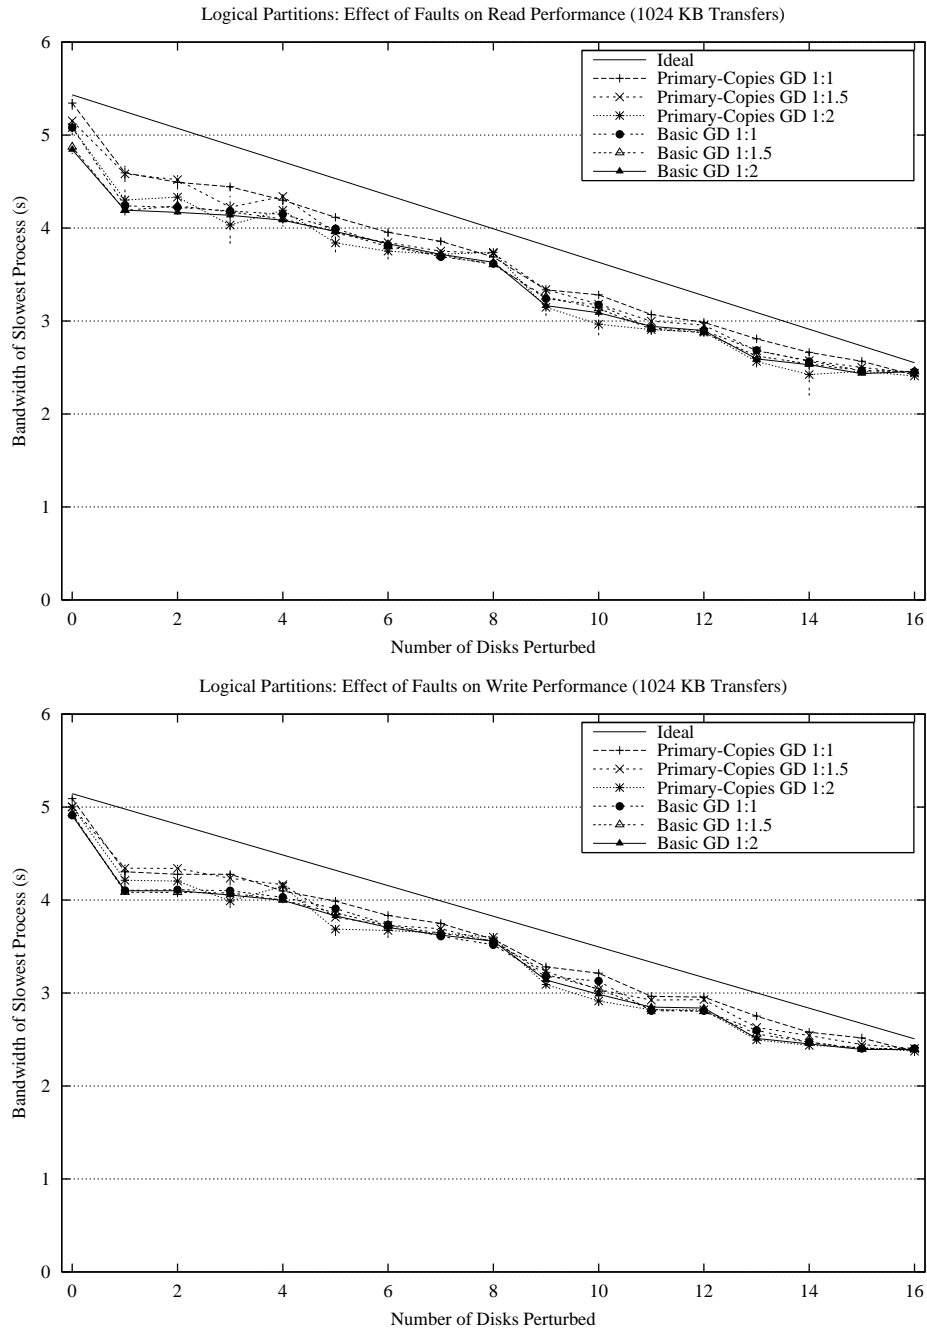 Logical Partitions: Effect of Faults on Read Performance (1024 KB Transfers)
6
5
4
3
2
1
0
Bandwidth of Slowest Process (s)
Ideal
Primary-Copies GD 1:1
Primary-Copies GD 1:1.5
Primary-Copies GD 1:2
Basic GD 1:1
Basic GD 1:1.5
Basic GD 1:2
0 2 4 6 8 10 12 14 16
Number of Disks Perturbed
Logical Partitions: Effect of Faults on Write Performance (1024 KB Transfers)
6
5
4
3
2
1
0
Bandwidth of Slowest Process (s)
Ideal
Primary-Copies GD 1:1
Primary-Copies GD 1:1.5
Primary-Copies GD 1:2
Basic GD 1:1
Basic GD 1:1.5
Basic GD 1:2
0 2 4 6 8 10 12 14 16
Number of Disks Perturbed